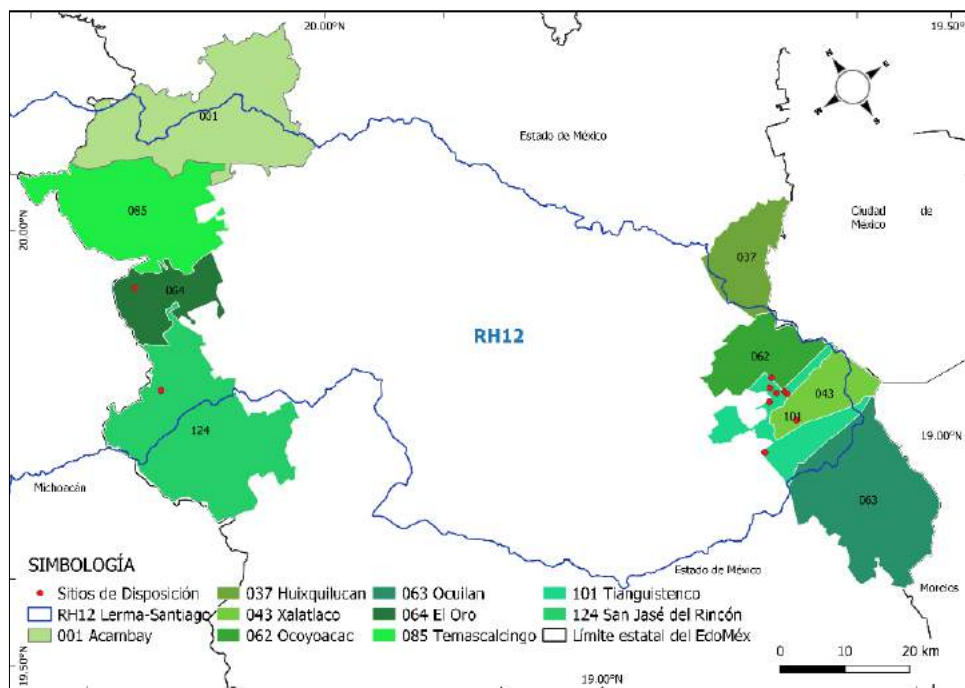 20.00°N
19.50°N
001
Estado de México
20.00°N
085
Ciudad de
México
037
064
RH12
062
043
101
19.00°N
124
Michoacán
063
Estado de México
Morelos
SIMBOLOGÍA
Sitios de Disposición
RH12 Lerma-Santiago
001 Acambay
037 Huixquilucan
043 Xalatlaco
062 Ocoyoacac
063 Ocuilan
064 El Oro
085 Temascalcingo
101 Tianguistenco
124 San José del Rincón
Límite estatal del EdoMéx
0 10 20 km
19.50°N
19.00°N
N
E
W
S